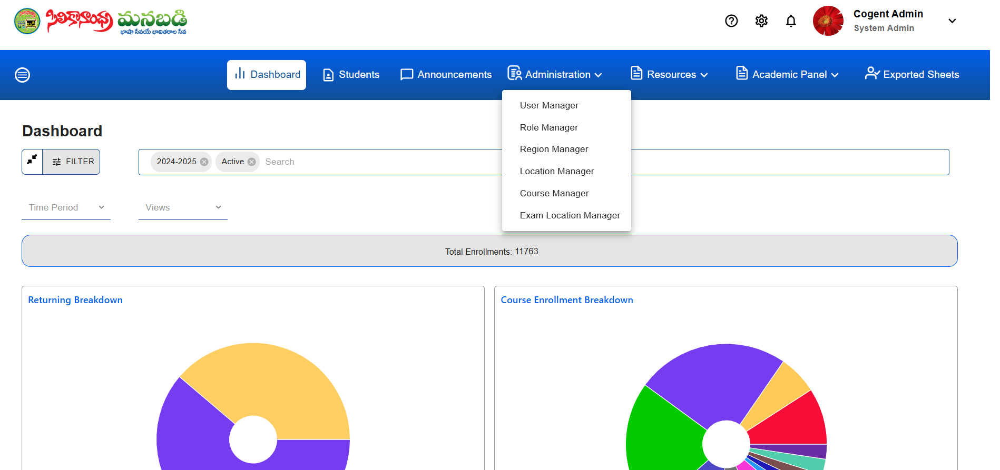 సిలికానాంధ్ర మనబడి
భాషా సేవయే భావితరాల సేవ
Cogent Admin
System Admin
Dashboard
Students
Announcements
Administration
Resources
Academic Panel
Exported Sheets
User Manager
Role Manager
Region Manager
Location Manager
Course Manager
Exam Location Manager
Dashboard
FILTER
2024-2025
Active
Search
Time Period
Views
Total Enrollments: 11763
Returning Breakdown
Course Enrollment Breakdown